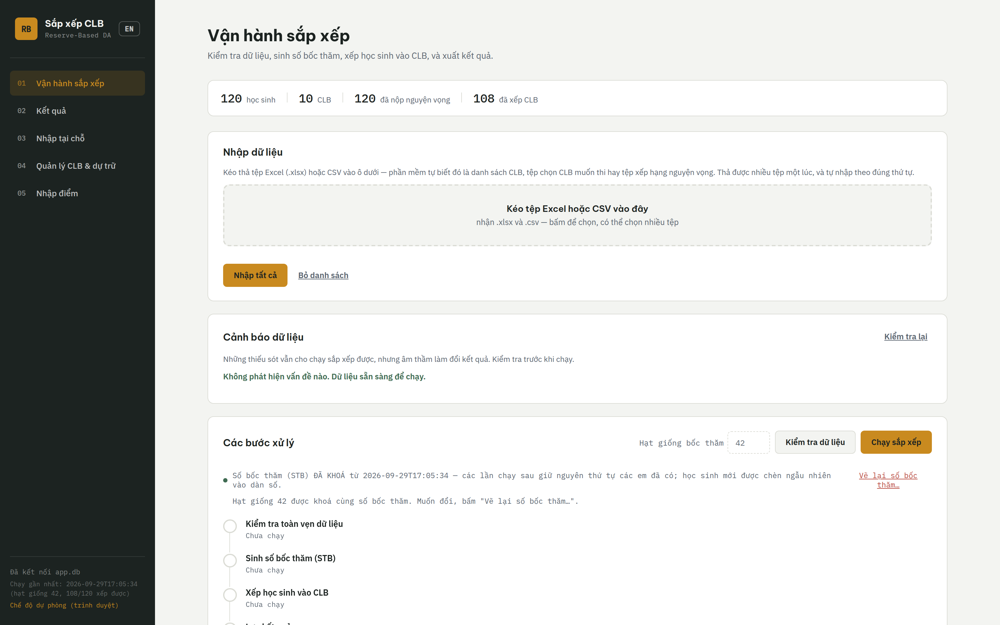 RB
Sắp xếp CLB
Reserve-Based DA
EN
01 Vận hành sắp xếp
02 Kết quả
03 Nhập tại chỗ
04 Quản lý CLB & dự trữ
05 Nhập điểm
Đã kết nối app.db
Chạy gần nhất: 2026-09-29T17:05:34
(hạt giống 42, 108/120 xếp được)
Chế độ dự phòng (trình duyệt)
Vận hành sắp xếp
Kiểm tra dữ liệu, sinh số bốc thăm, xếp học sinh vào CLB, và xuất kết quả.
120 học sinh 10 CLB 120 đã nộp nguyện vọng 108 đã xếp CLB
Nhập dữ liệu
Kéo thả tệp Excel (.xlsx) hoặc CSV vào ô dưới — phần mềm tự biết đó là danh sách CLB, tệp chọn CLB muốn thi hay tệp xếp hạng nguyện vọng. Thả được nhiều tệp một lúc, và tự nhập theo đúng thứ tự.
Kéo tệp Excel hoặc CSV vào đây
nhận .xlsx và .csv — bấm để chọn, có thể chọn nhiều tệp
Nhập tất cả Bỏ danh sách
Cảnh báo dữ liệu Kiểm tra lại
Những thiếu sót vẫn cho chạy sắp xếp được, nhưng âm thầm làm đổi kết quả. Kiểm tra trước khi chạy.
Không phát hiện vấn đề nào. Dữ liệu sẵn sàng để chạy.
Các bước xử lý Hạt giống bốc thăm 42 Kiểm tra dữ liệu Chạy sắp xếp
Số bốc thăm (STB) ĐÃ KHOÁ từ 2026-09-29T17:05:34 — các lần chạy sau giữ nguyên thứ tự các em đã có; học sinh mới được chèn ngẫu nhiên
vào dàn số.
Vẽ lại số bốc
thăm…
Hạt giống 42 được khoá cùng số bốc thăm. Muốn đổi, bấm "Vẽ lại số bốc thăm…".
Kiểm tra toàn vẹn dữ liệu
Chưa chạy
Sinh số bốc thăm (STB)
Chưa chạy
Xếp học sinh vào CLB
Chưa chạy